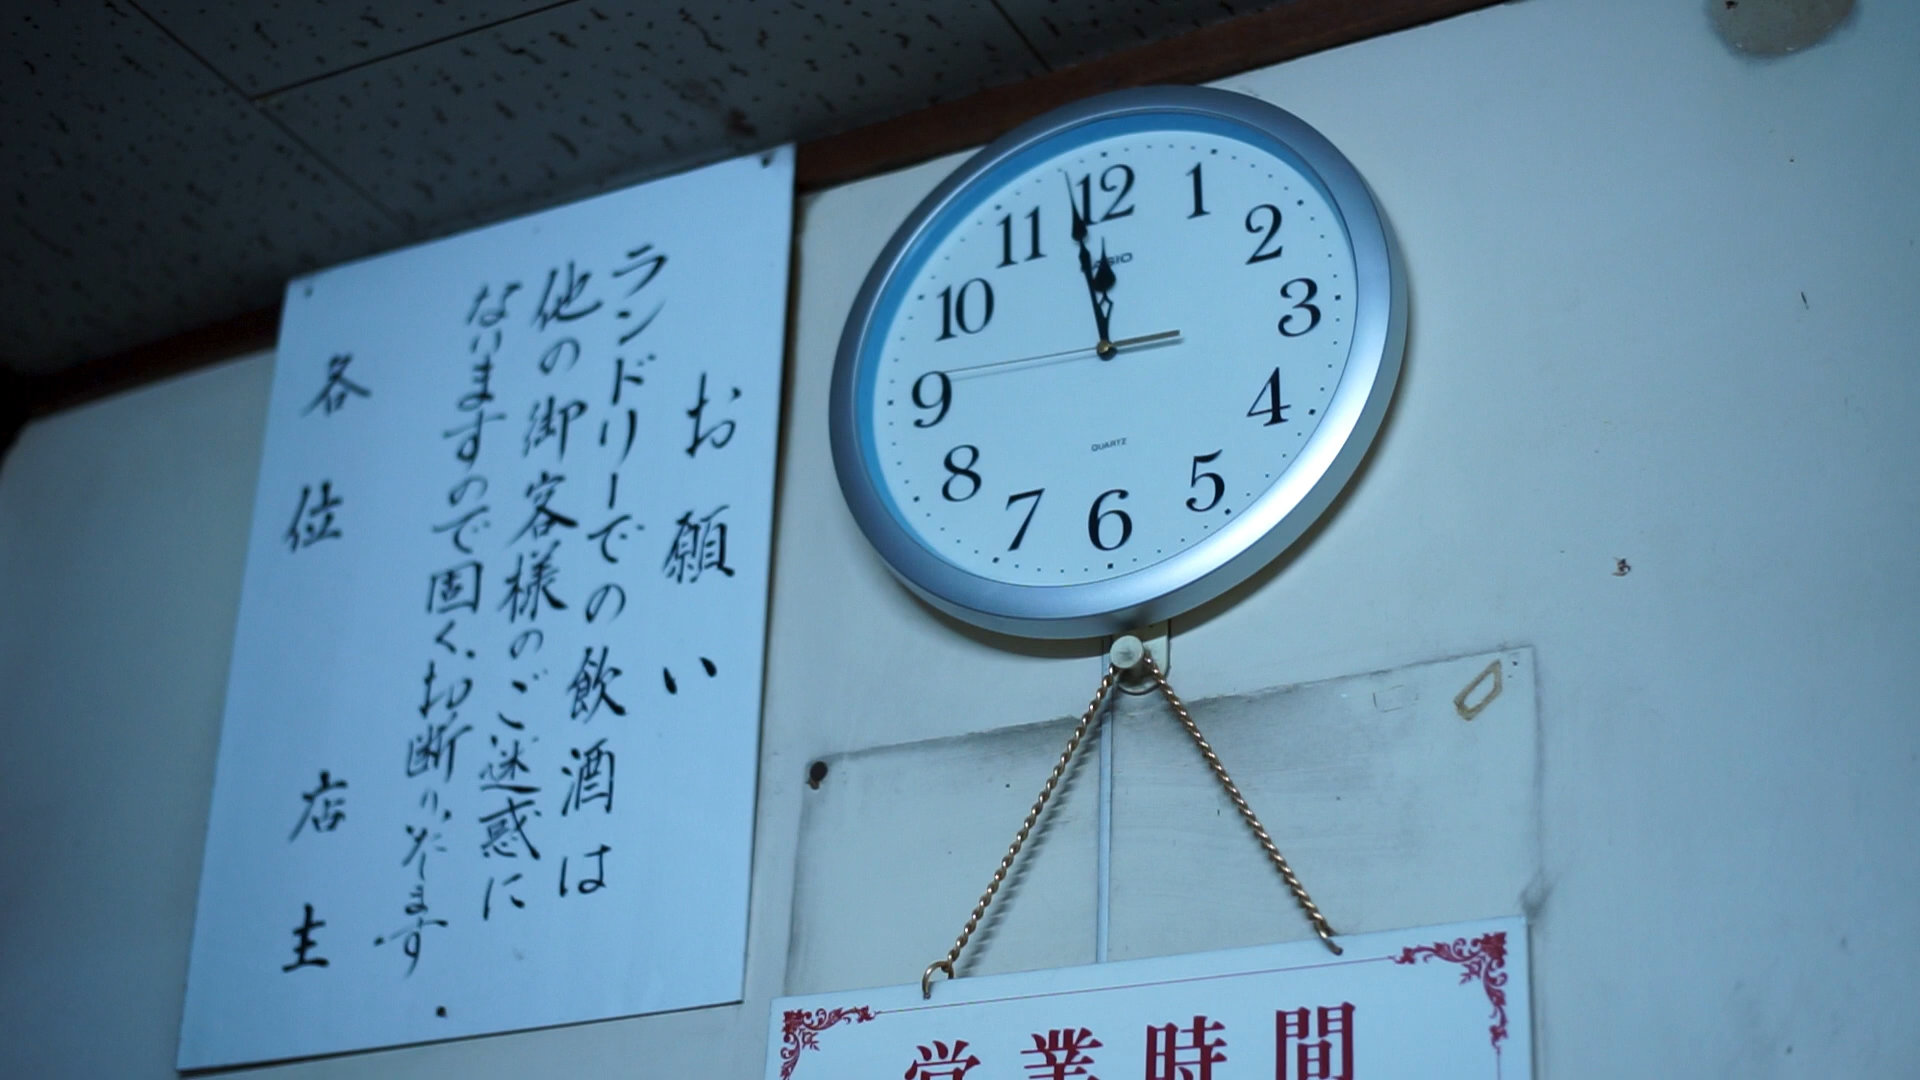 お願い
ランドリーでの飲酒は
他の御客様のご迷惑に
ないますので固くお断りいたします.
各位
店主
12
1
2
3
4
5
6
7
8
9
10
11
CASIO
QUARTZ
営業時間